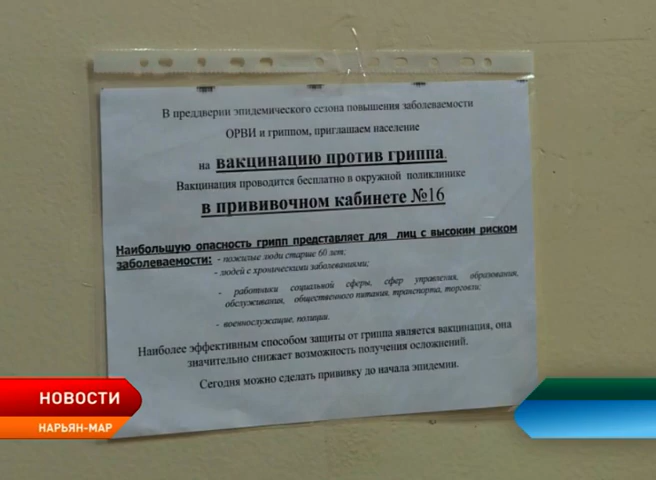 В преддверии эпидемического сезона повышения заболеваемости
ОРВИ и гриппом, приглашаем население
на вакцинацию против гриппа.
Вакцинация проводится бесплатно в окружной поликлинике
в прививочном кабинете №16
Наибольшую опасность грипп представляет для лиц с высоким риском
заболеваемости: - пожилые люди старше 60 лет;
- людей с хроническими заболеваниями;
- работники социальной сферы, сфер управления, образования,
обслуживания, общественного питания, транспорта, торговли;
- военнослужащие, полиции.
Наиболее эффективным способом защиты от гриппа является вакцинация, она
значительно снижает возможность получения осложнений.
Сегодня можно сделать прививку до начала эпидемии.
НОВОСТИ
НАРЬЯН-МАР